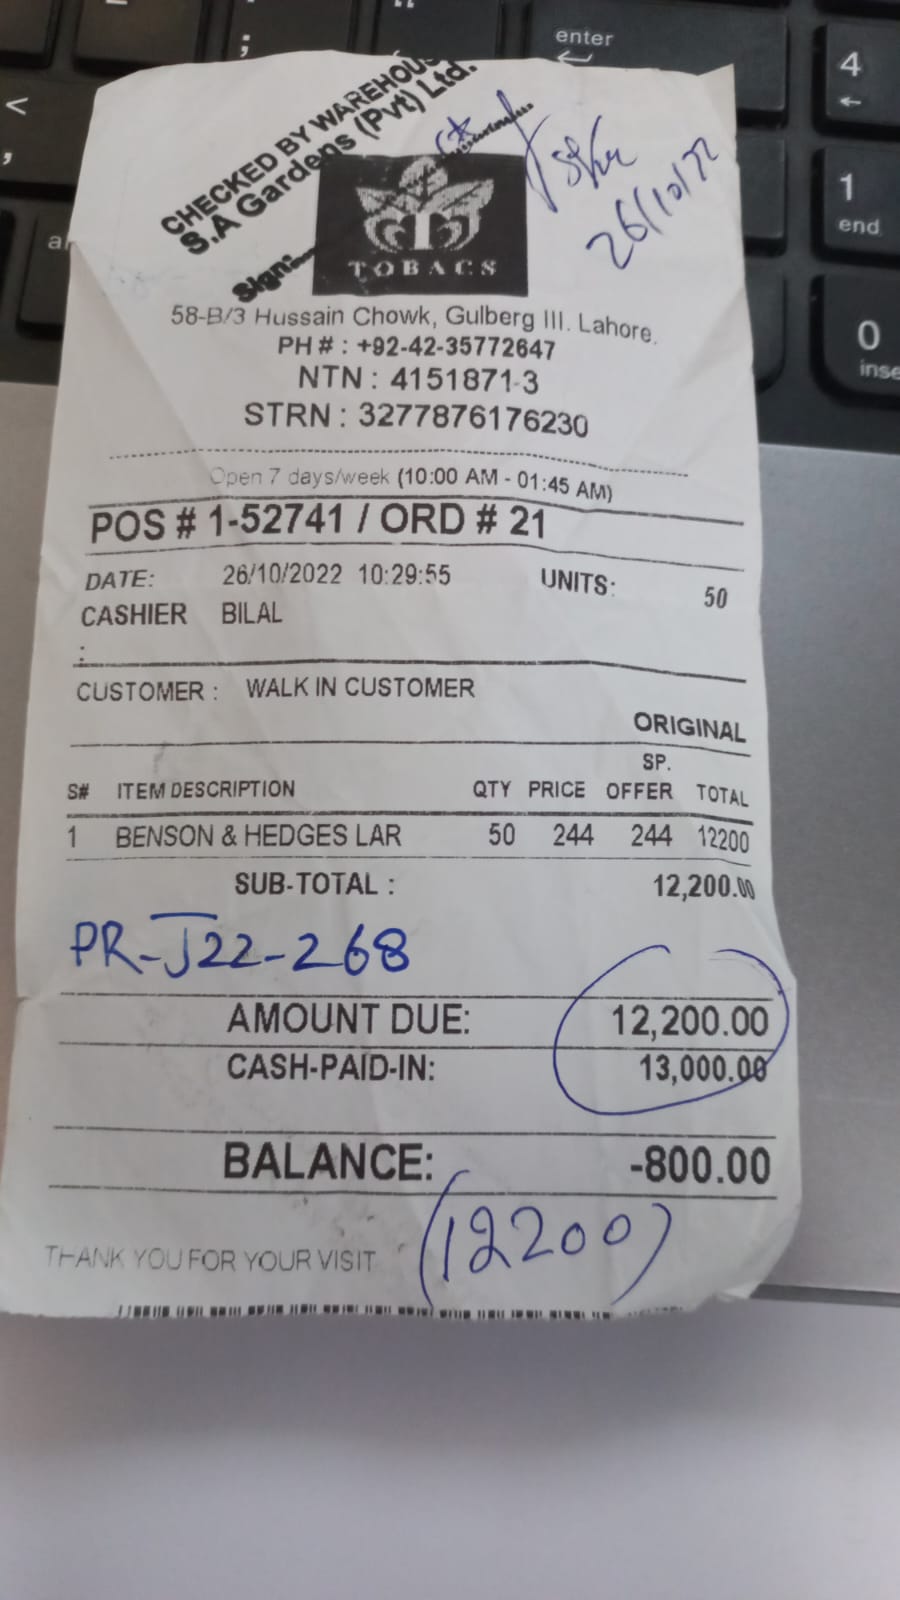 enter
4
1
end
0
inse
CHECKED BY WAREHOU
S.A Gardens (Pvt) Ltd.
Sign:
26/10/22
TOBACS
58-B/3 Hussain Chowk, Gulberg III. Lahore.
PH # : +92-42-35772647
NTN : 4151871-3
STRN : 3277876176230
Open 7 days/week (10:00 AM - 01:45 AM)
POS # 1-52741 / ORD # 21
DATE: 26/10/2022 10:29:55 UNITS: 50
CASHIER BILAL
:
CUSTOMER : WALK IN CUSTOMER
ORIGINAL
S# ITEM DESCRIPTION QTY PRICE SP. OFFER TOTAL
1 BENSON & HEDGES LAR 50 244 244 12200
SUB-TOTAL : 12,200.00
PR-J22-268
AMOUNT DUE: 12,200.00
CASH-PAID-IN: 13,000.00
BALANCE: -800.00
(12200)
THANK YOU FOR YOUR VISIT